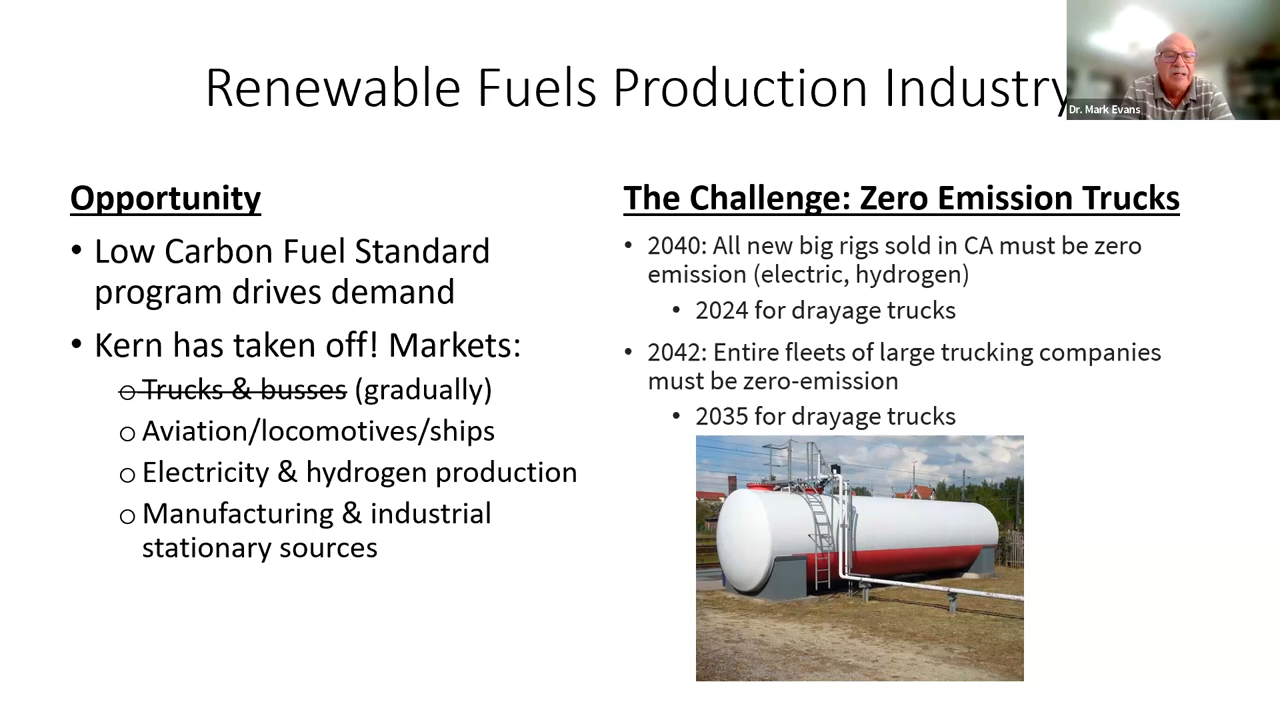 Renewable Fuels Production Industry
Dr. Mark Evans
Opportunity
• Low Carbon Fuel Standard
program drives demand
• Kern has taken off! Markets:
o Trucks & busses (gradually)
o Aviation/locomotives/ships
o Electricity & hydrogen production
o Manufacturing & industrial
stationary sources
The Challenge: Zero Emission Trucks
• 2040: All new big rigs sold in CA must be zero
emission (electric, hydrogen)
• 2024 for drayage trucks
• 2042: Entire fleets of large trucking companies
must be zero-emission
• 2035 for drayage trucks